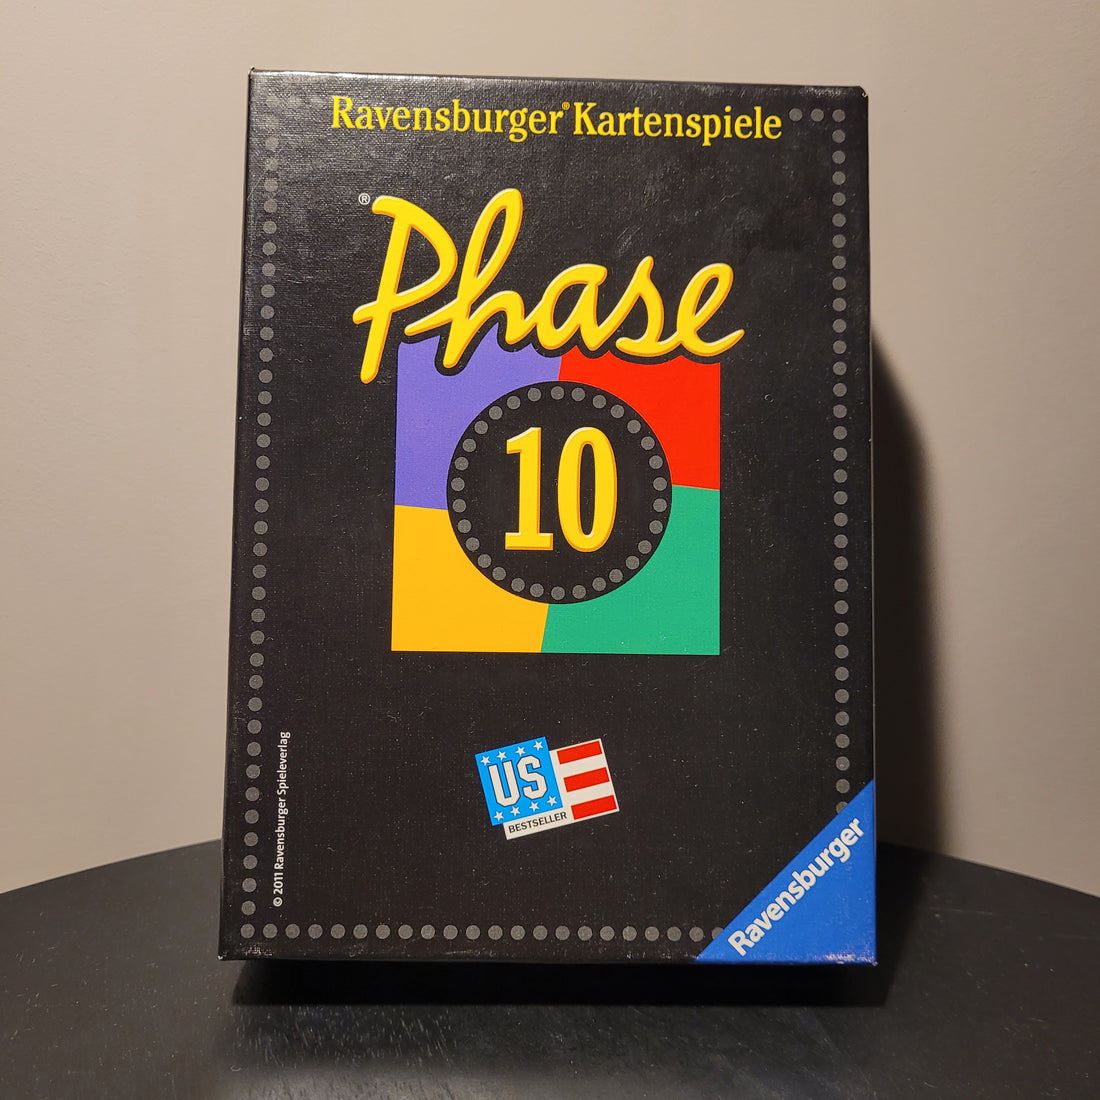 Ravensburger® Kartenspiele
® Phase
10
US
BESTSELLER
© 2011 Ravensburger Spieleverlag
Ravensburger